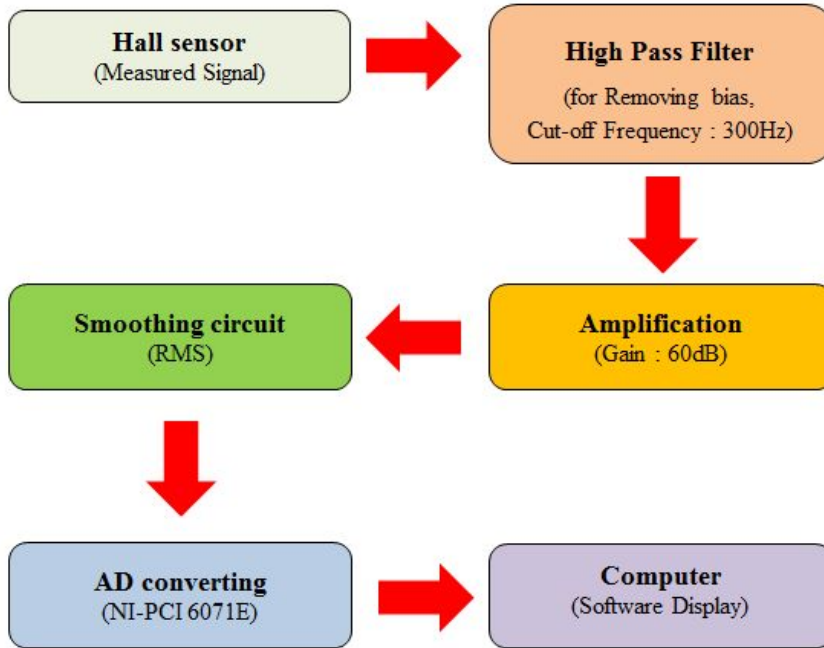 Hall sensor
(Measured Signal)
High Pass Filter
(for Removing bias,
Cut-off Frequency : 300Hz)
Amplification
(Gain : 60dB)
Smoothing circuit
(RMS)
AD converting
(NI-PCI 6071E)
Computer
(Software Display)